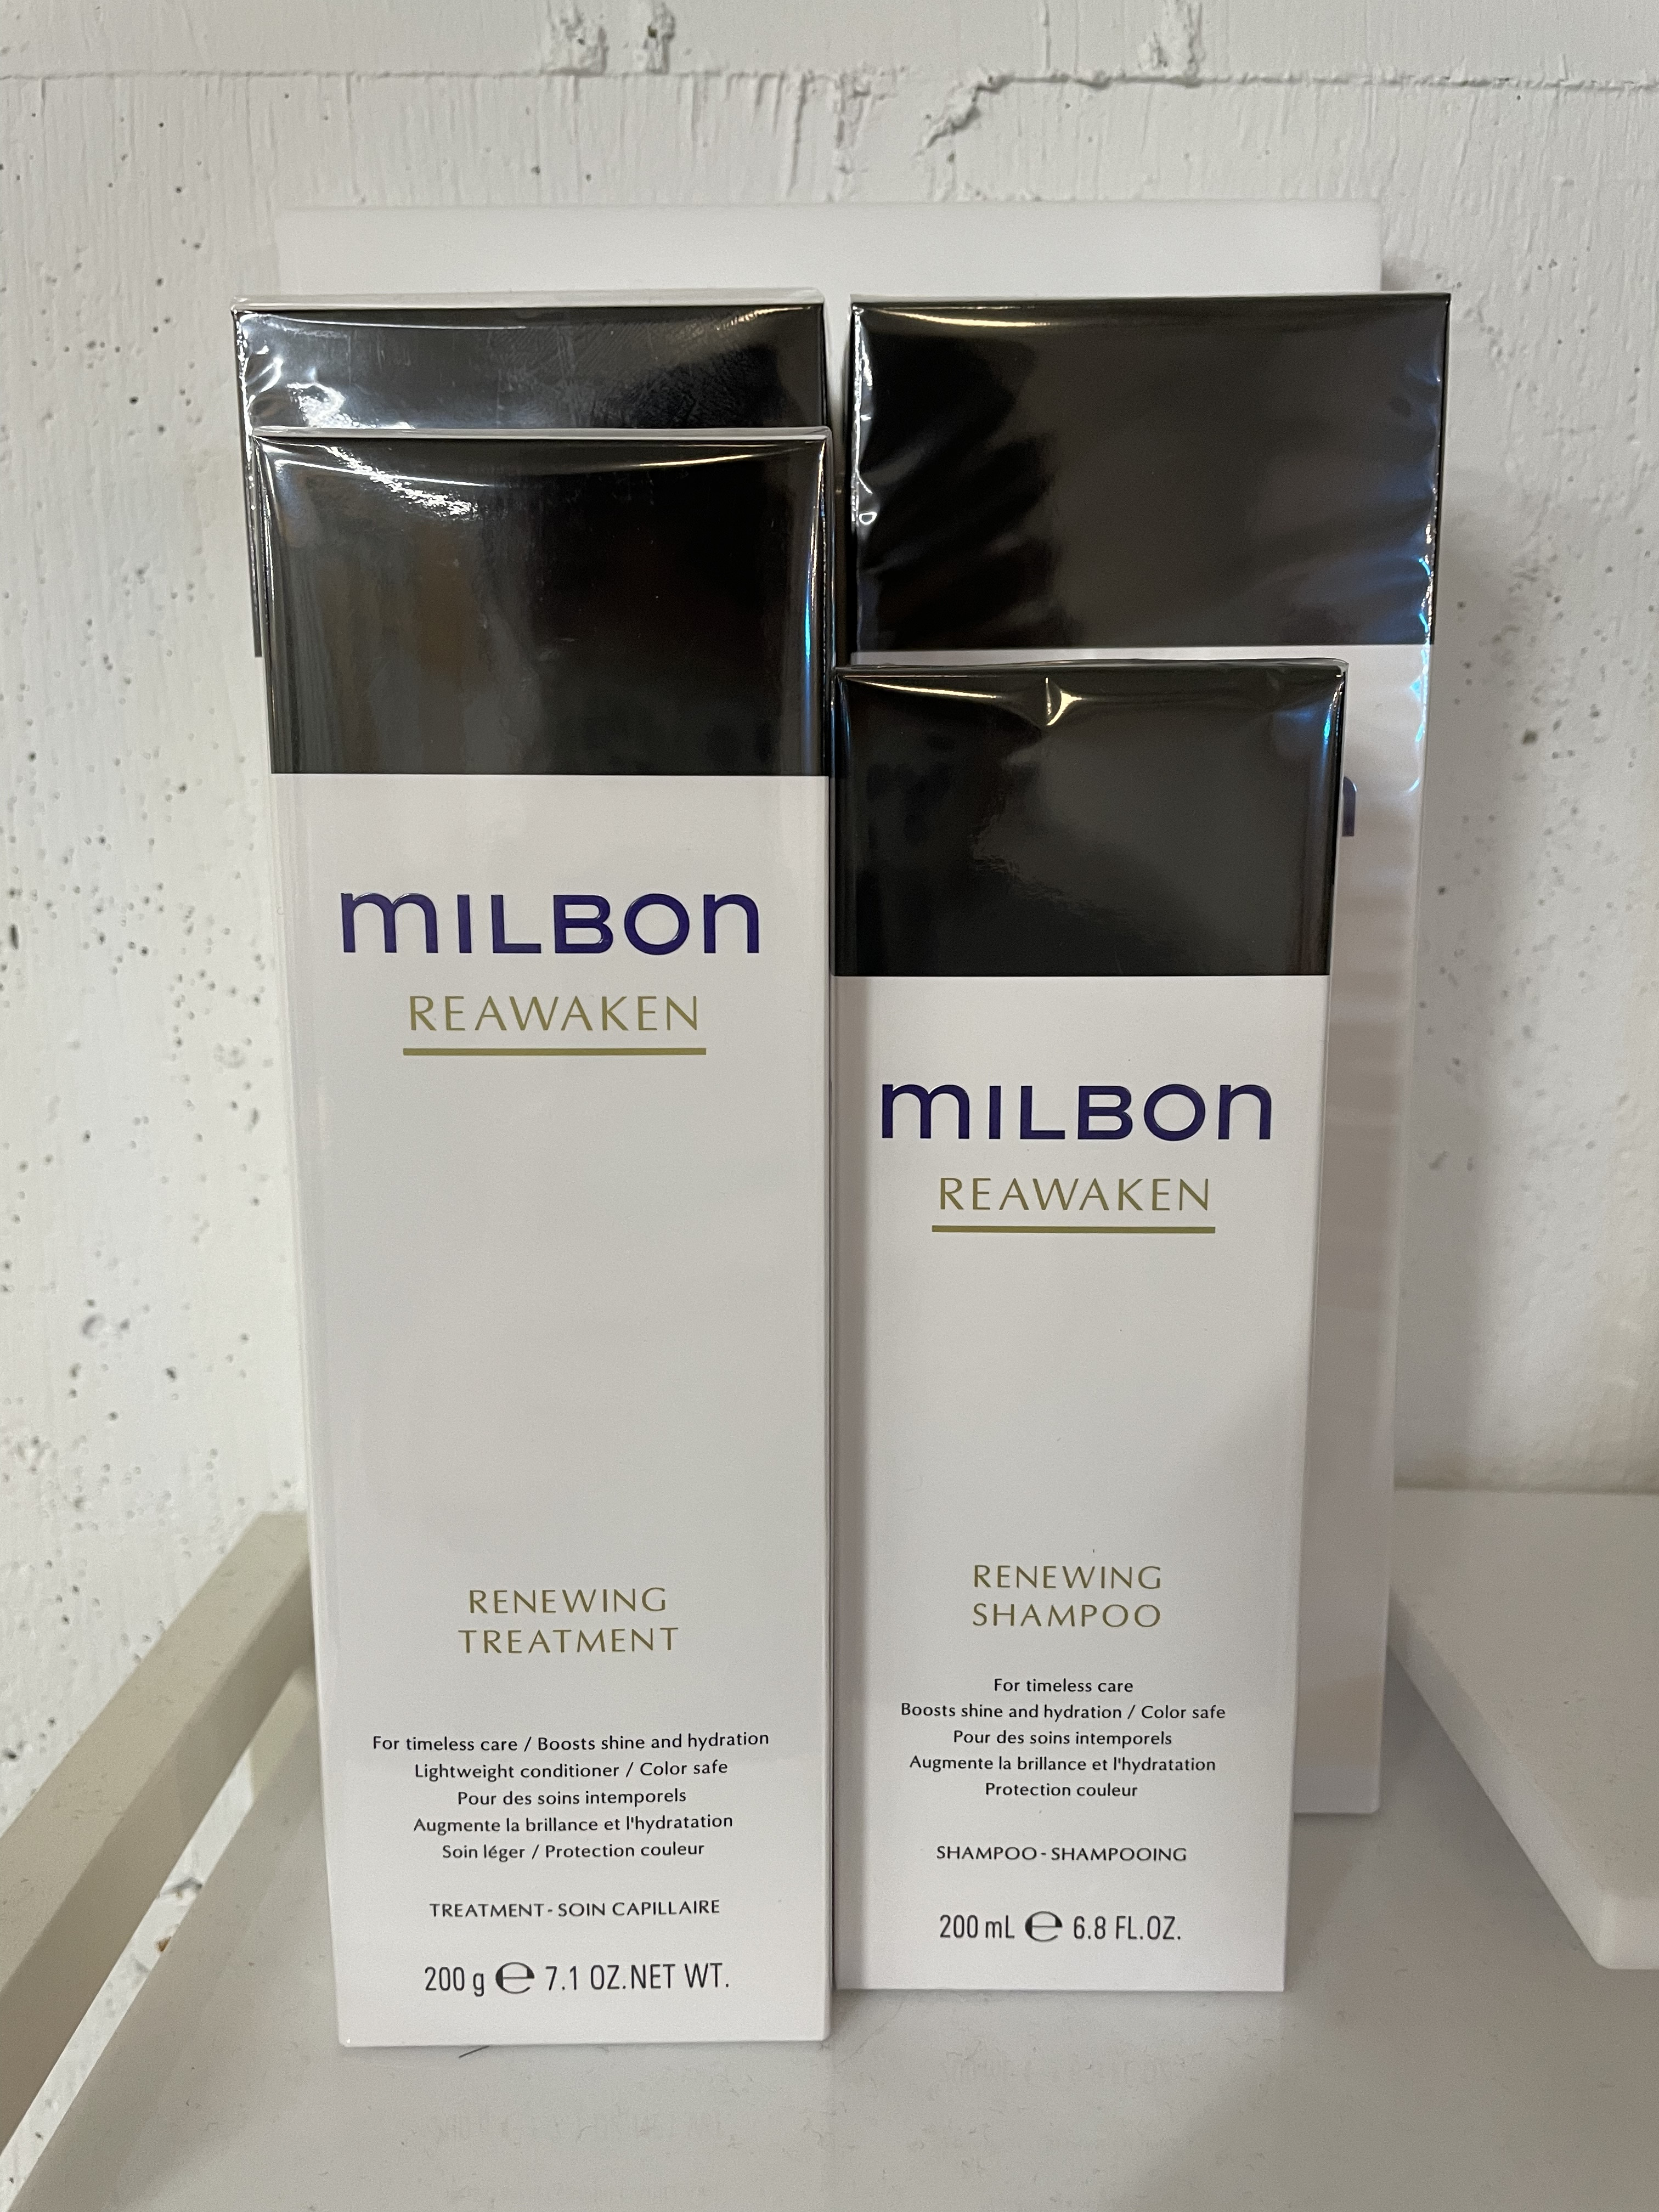 mILBOn
REAWAKEN
RENEWING
TREATMENT
For timeless care / Boosts shine and hydration
Lightweight conditioner / Color safe
Pour des soins intemporels
Augmente la brillance et l'hydratation
Soin léger / Protection couleur
TREATMENT - SOIN CAPILLAIRE
200 g e 7.1 OZ.NET WT.
mILBOn
REAWAKEN
RENEWING
SHAMPOO
For timeless care
Boosts shine and hydration / Color safe
Pour des soins intemporels
Augmente la brillance et l'hydratation
Protection couleur
SHAMPOO - SHAMPOOING
200 mL e 6.8 FL.OZ.
n